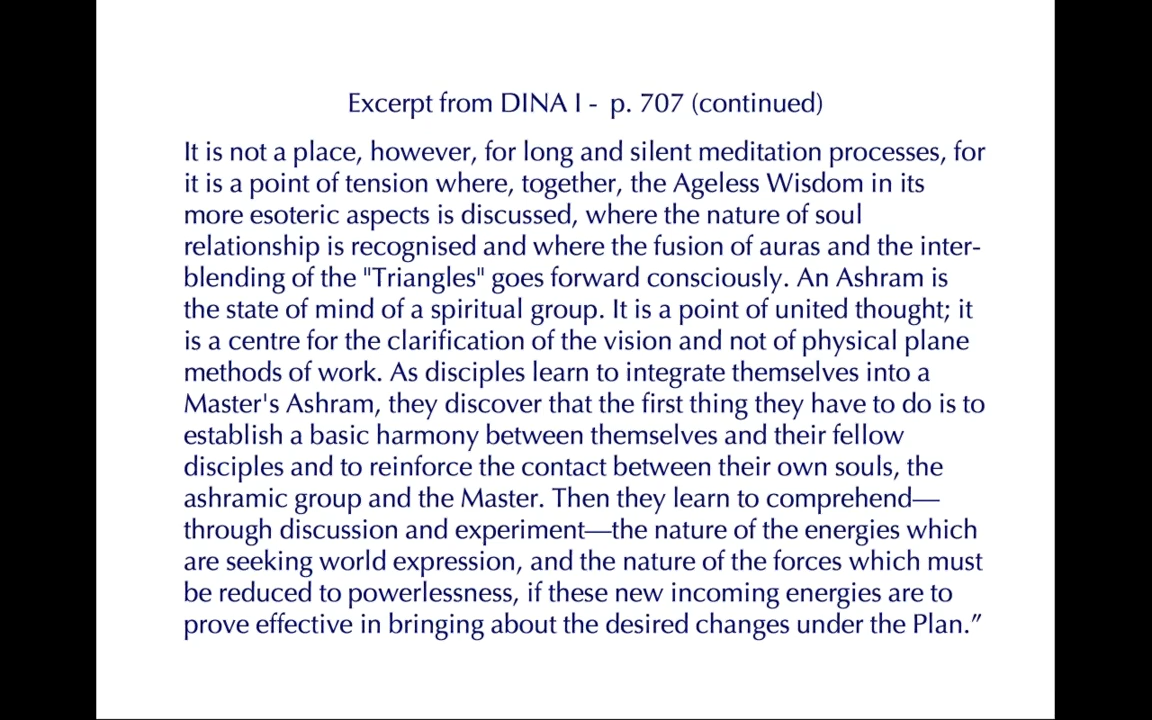 Excerpt from DINA I - p. 707 (continued)
It is not a place, however, for long and silent meditation processes, for
it is a point of tension where, together, the Ageless Wisdom in its
more esoteric aspects is discussed, where the nature of soul
relationship is recognised and where the fusion of auras and the inter-
blending of the "Triangles" goes forward consciously. An Ashram is
the state of mind of a spiritual group. It is a point of united thought; it
is a centre for the clarification of the vision and not of physical plane
methods of work. As disciples learn to integrate themselves into a
Master's Ashram, they discover that the first thing they have to do is to
establish a basic harmony between themselves and their fellow
disciples and to reinforce the contact between their own souls, the
ashramic group and the Master. Then they learn to comprehend—
through discussion and experiment—the nature of the energies which
are seeking world expression, and the nature of the forces which must
be reduced to powerlessness, if these new incoming energies are to
prove effective in bringing about the desired changes under the Plan.”